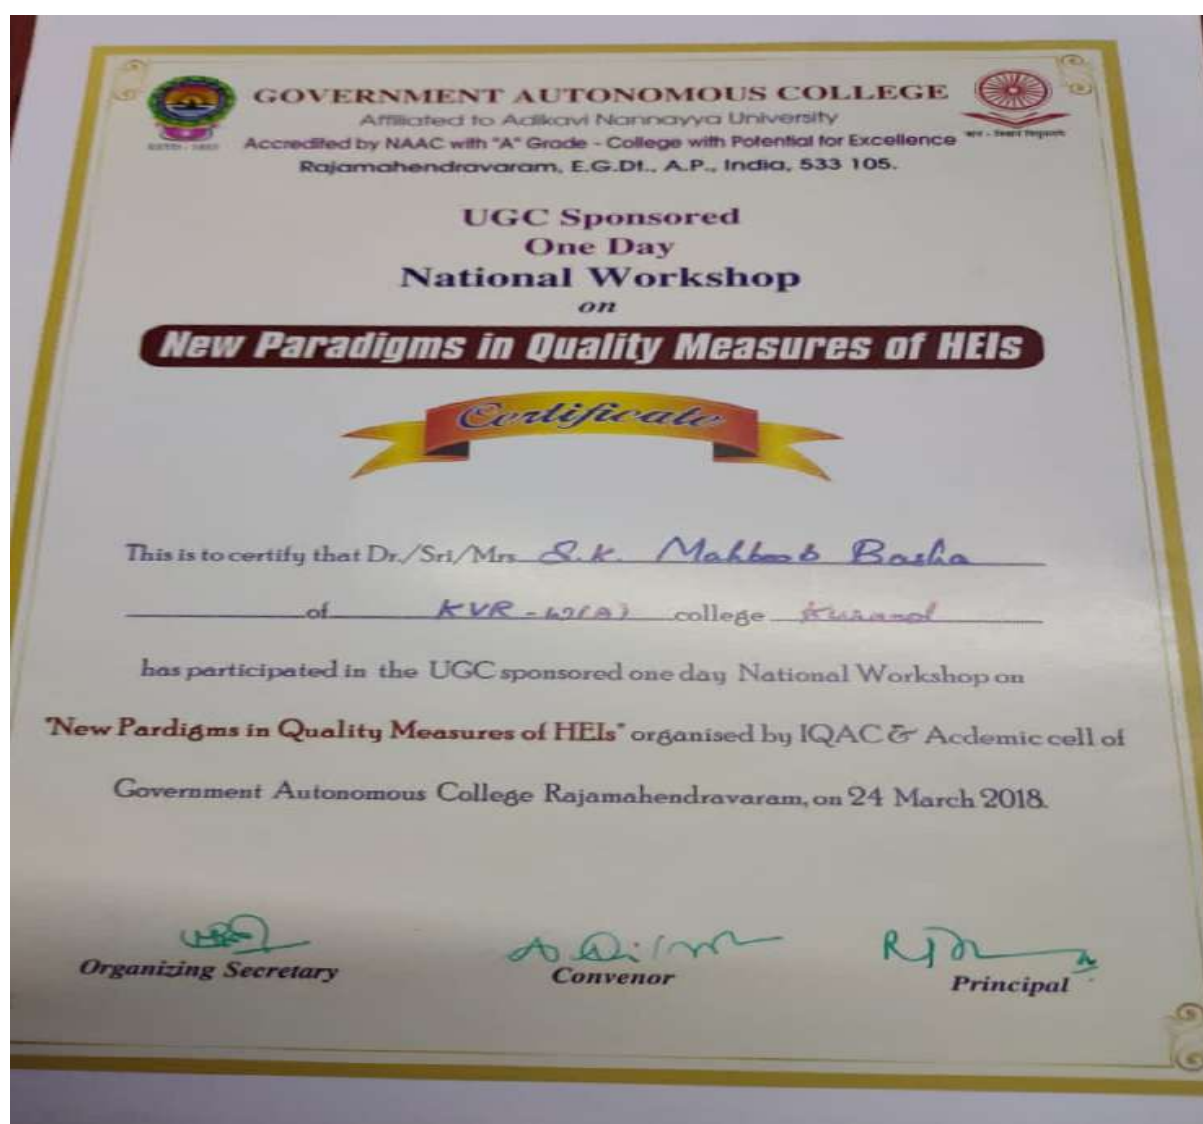 GOVERNMENT AUTONOMOUS COLLEGE
Affiliated to Adikavi Nannayya University
Accredited by NAAC with "A" Grade - College with Potential for Excellence
Rajamahendravaram, E.G.Dt., A.P., India, 533 105.
UGC Sponsored
One Day
National Workshop
on
New Paradigms in Quality Measures of HEIs
Certificate
This is to certify that Dr./Sri/Mrs S.K. Mahboob Basha
of KVR college Kurnool
has participated in the UGC sponsored one day National Workshop on
"New Pardigms in Quality Measures of HEIs" organised by IQAC & Acdemic cell of
Government Autonomous College Rajamahendravaram, on 24 March 2018.
Organizing Secretary
Convenor
Principal